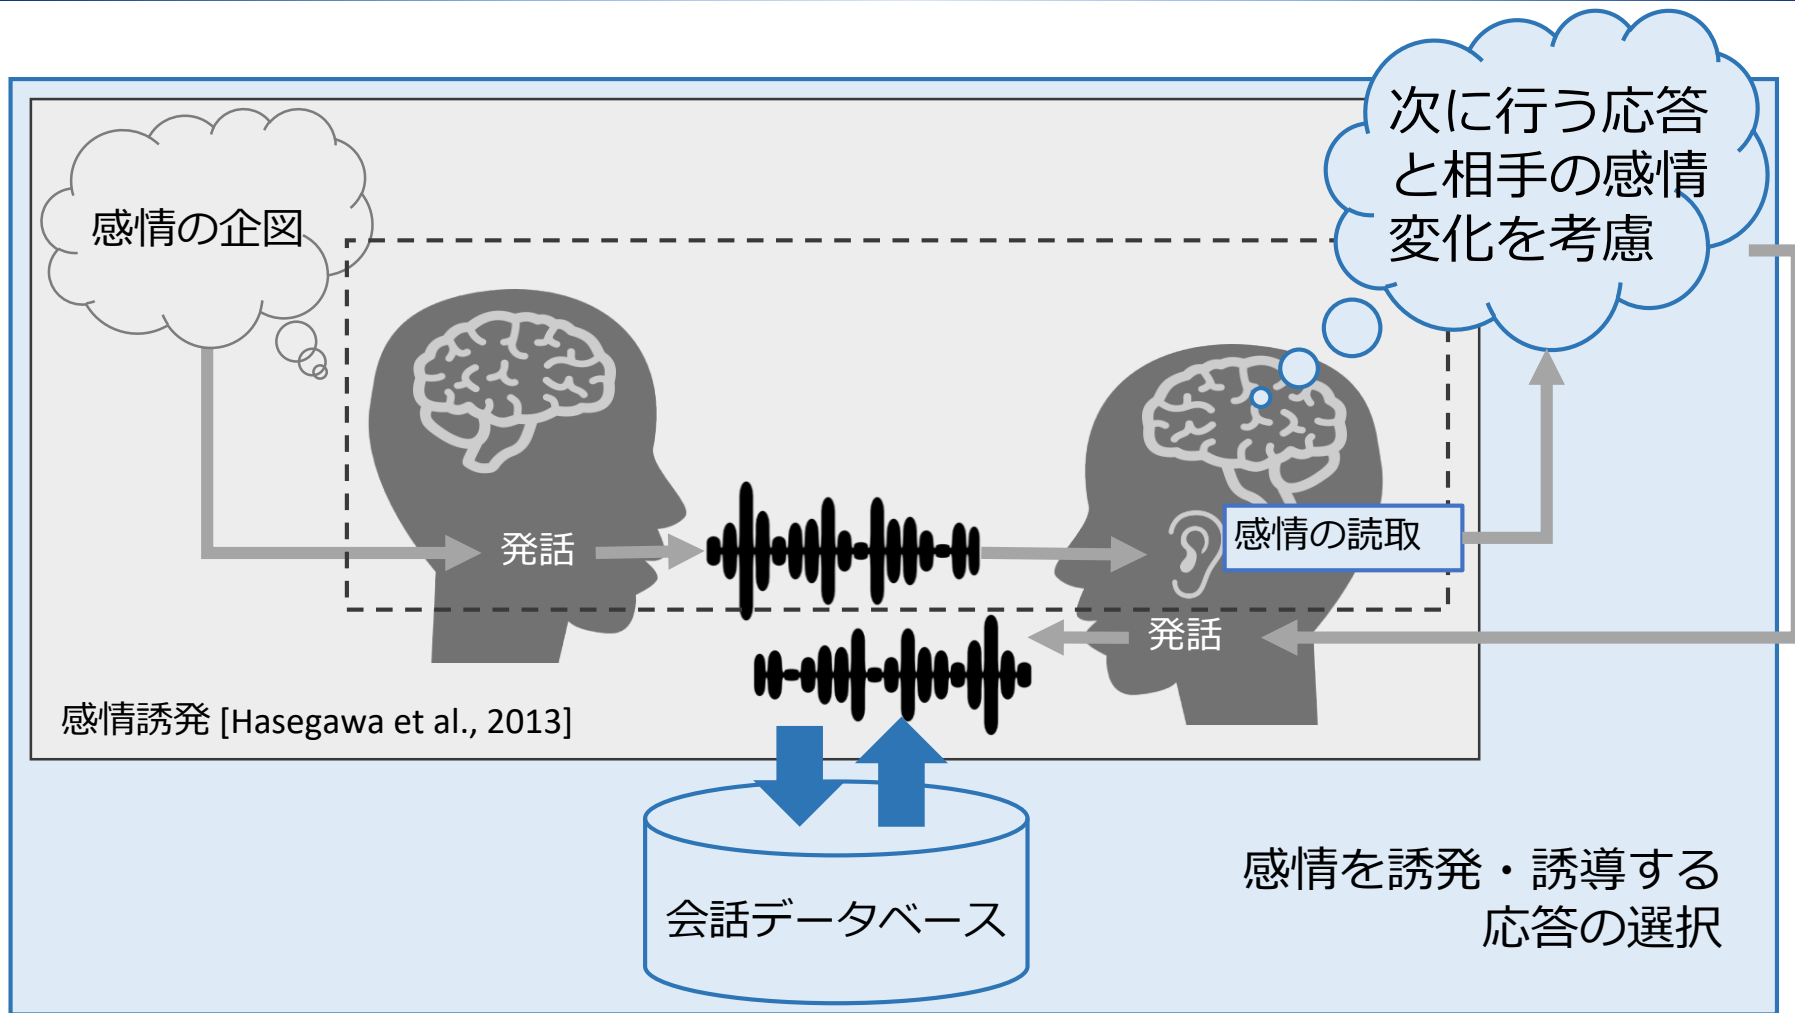 次に行う応答
と相手の感情
変化を考慮
感情の企図
発話
感情の読取
発話
感情誘発 [Hasegawa et al., 2013]
会話データベース
感情を誘発・誘導する
応答の選択